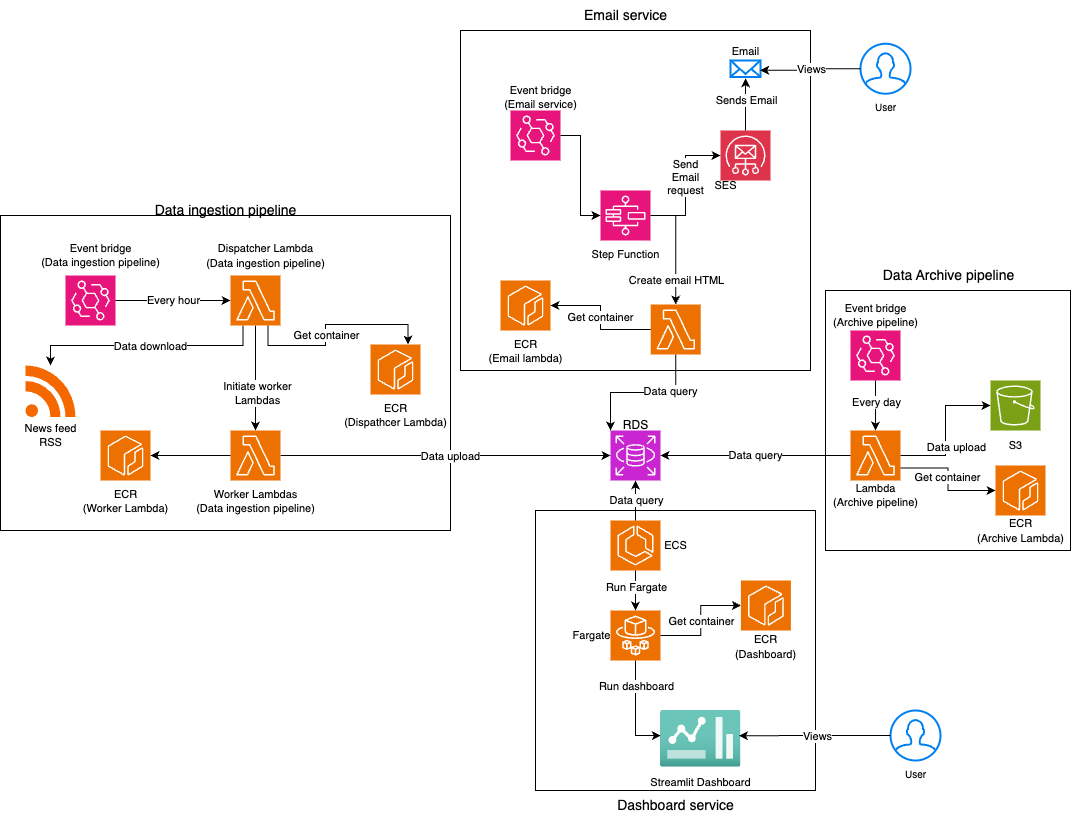 Email service
Email
Views
User
Event bridge
(Email service)
Sends Email
Send
Email
request
SES
Step Function
Create email HTML
Get container
ECR
(Email lambda)
Data query
Data ingestion pipeline
Event bridge
(Data ingestion pipeline)
Dispatcher Lambda
(Data ingestion pipeline)
Every hour
Get container
Data download
ECR
(Dispathcer Lambda)
Initiate worker
Lambdas
News feed
RSS
ECR
(Worker Lambda)
Worker Lambdas
(Data ingestion pipeline)
Data upload
RDS
Data Archive pipeline
Event bridge
(Archive pipeline)
Every day
Data query
Lambda
(Archive pipeline)
Data upload
S3
Get container
ECR
(Archive Lambda)
Data query
ECS
Run Fargate
Fargate
Get container
ECR
(Dashboard)
Run dashboard
Streamlit Dashboard
Views
User
Dashboard service